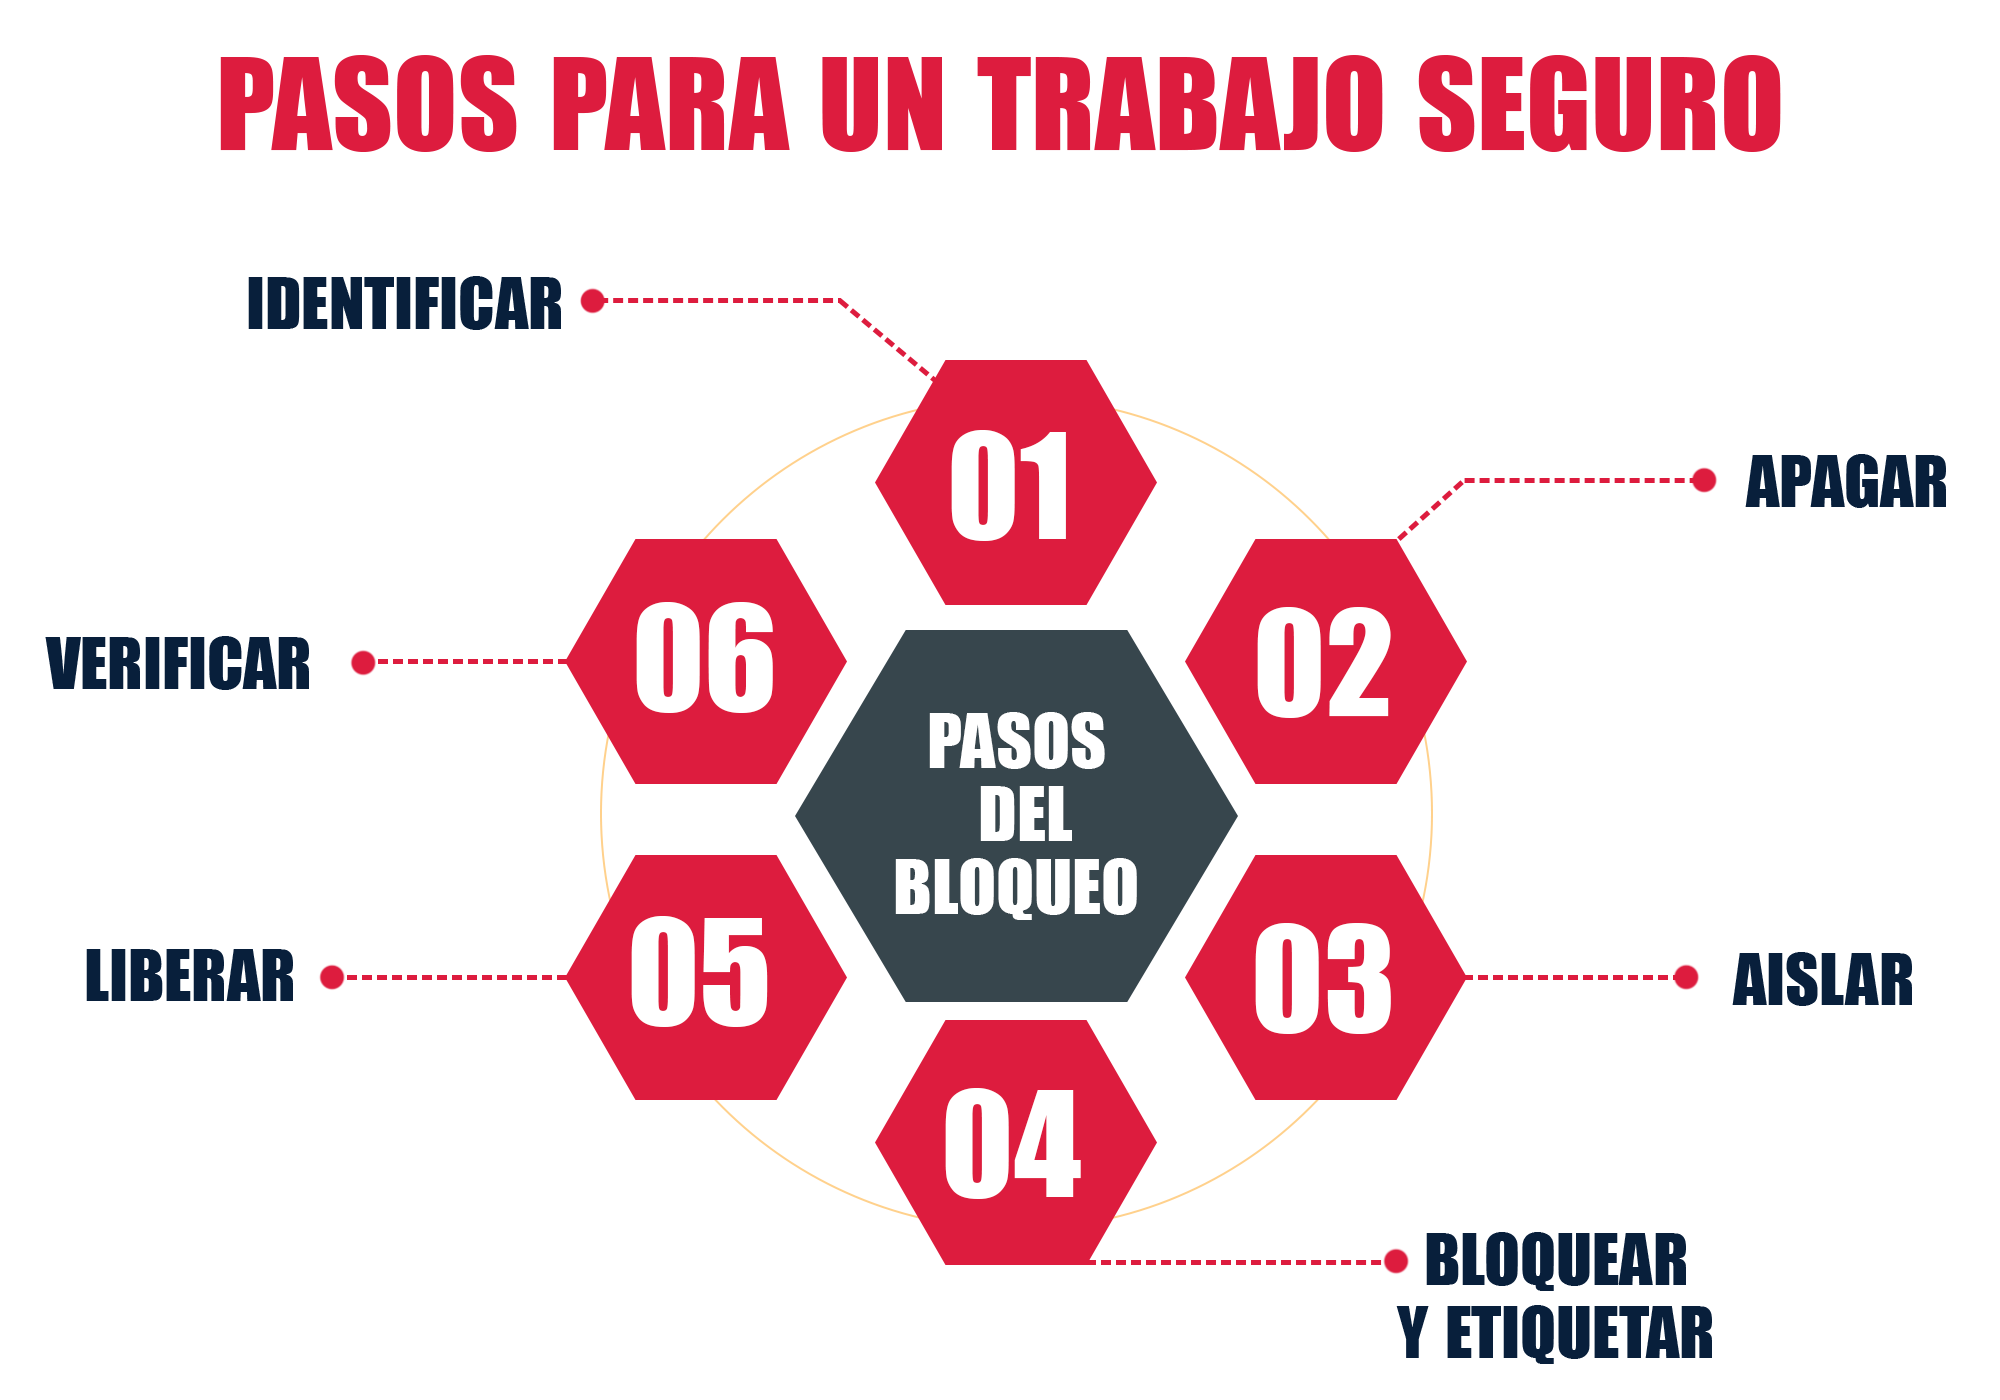 PASOS PARA UN TRABAJO SEGURO
IDENTIFICAR
01
APAGAR
02
AISLAR
03
BLOQUEAR
Y ETIQUETAR
04
LIBERAR
05
VERIFICAR
06
PASOS
DEL
BLOQUEO